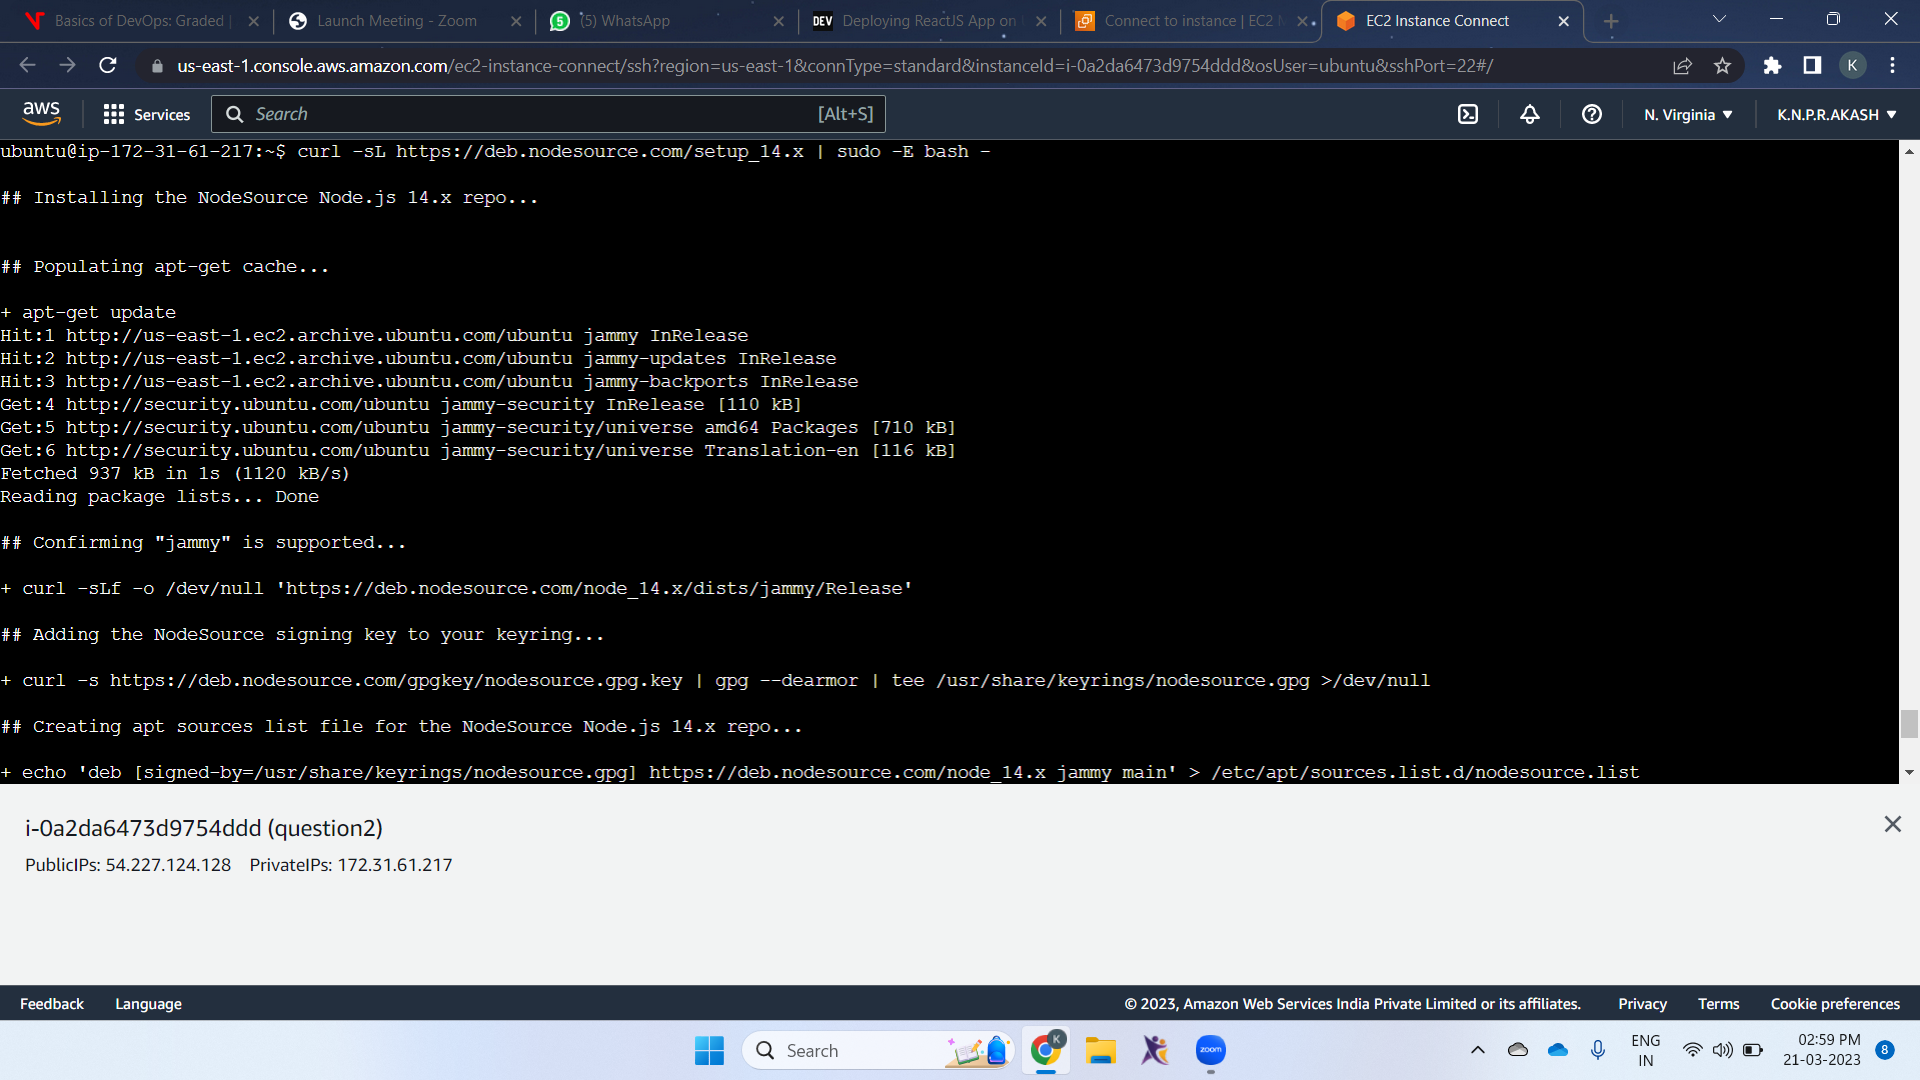 Basics of DevOps: Graded
Launch Meeting - Zoom
(5) WhatsApp
DEV Deploying ReactJS App on
Connect to instance | EC2 M
EC2 Instance Connect
us-east-1.console.aws.amazon.com/ec2-instance-connect/ssh?region=us-east-1&connType=standard&instanceId=i-0a2da6473d9754ddd&osUser=ubuntu&sshPort=22#/
K
aws
Services
Search
[Alt+S]
N. Virginia
K.N.P.R.AKASH
ubuntu@ip-172-31-61-217:~$ curl -sL https://deb.nodesource.com/setup_14.x | sudo -E bash -
## Installing the NodeSource Node.js 14.x repo...
## Populating apt-get cache...
+ apt-get update
Hit:1 http://us-east-1.ec2.archive.ubuntu.com/ubuntu jammy InRelease
Hit:2 http://us-east-1.ec2.archive.ubuntu.com/ubuntu jammy-updates InRelease
Hit:3 http://us-east-1.ec2.archive.ubuntu.com/ubuntu jammy-backports InRelease
Get:4 http://security.ubuntu.com/ubuntu jammy-security InRelease [110 kB]
Get:5 http://security.ubuntu.com/ubuntu jammy-security/universe amd64 Packages [710 kB]
Get:6 http://security.ubuntu.com/ubuntu jammy-security/universe Translation-en [116 kB]
Fetched 937 kB in 1s (1120 kB/s)
Reading package lists... Done
## Confirming "jammy" is supported...
+ curl -sLf -o /dev/null 'https://deb.nodesource.com/node_14.x/dists/jammy/Release'
## Adding the NodeSource signing key to your keyring...
+ curl -s https://deb.nodesource.com/gpgkey/nodesource.gpg.key | gpg --dearmor | tee /usr/share/keyrings/nodesource.gpg >/dev/null
## Creating apt sources list file for the NodeSource Node.js 14.x repo...
+ echo 'deb [signed-by=/usr/share/keyrings/nodesource.gpg] https://deb.nodesource.com/node_14.x jammy main' > /etc/apt/sources.list.d/nodesource.list
i-0a2da6473d9754ddd (question2)
PublicIPs: 54.227.124.128 PrivateIPs: 172.31.61.217
Feedback
Language
© 2023, Amazon Web Services India Private Limited or its affiliates.
Privacy
Terms
Cookie preferences
Search
K
zoom
ENG
IN
02:59 PM
21-03-2023
8